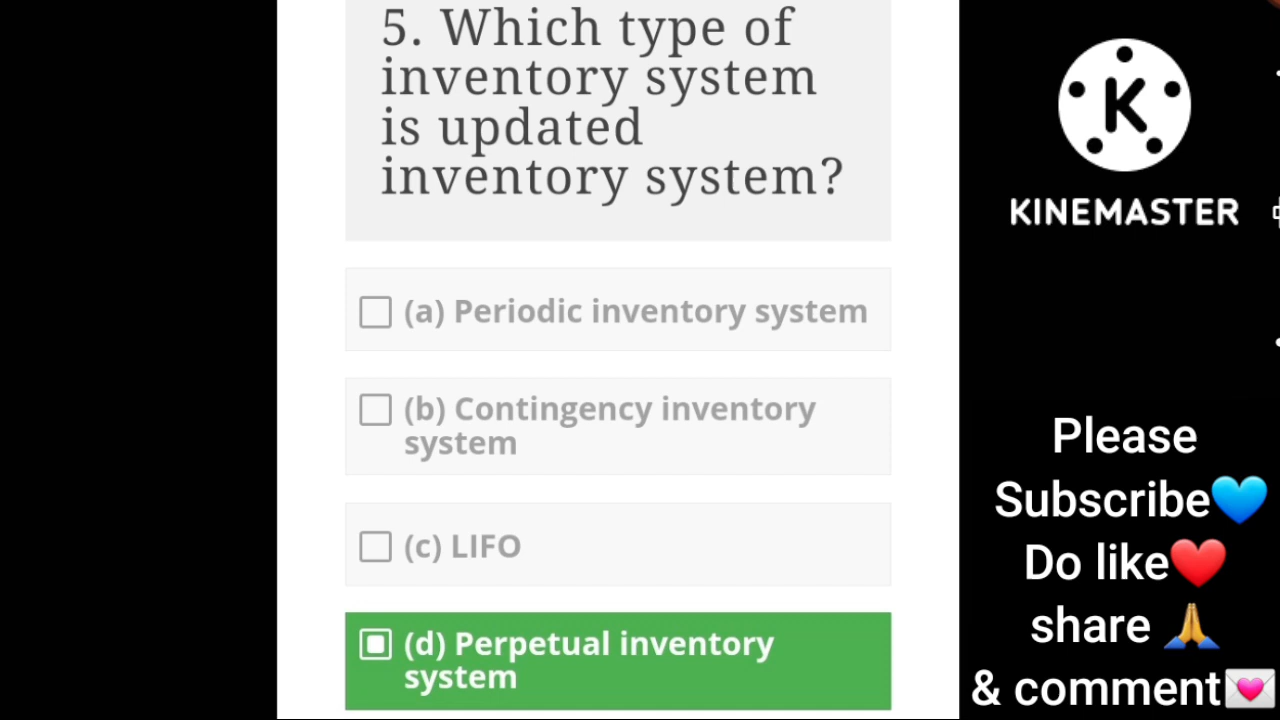 5. Which type of
inventory system
is updated
inventory system?
(a) Periodic inventory system
(b) Contingency inventory
system
(c) LIFO
(d) Perpetual inventory
system
K
KINEMASTER
Please
Subscribe💙
Do like❤️
share 🙏
& comment💌